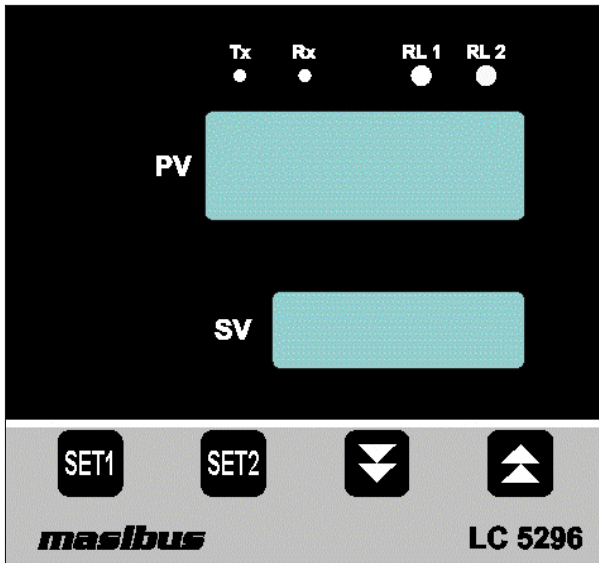 Tx Rx RL 1 RL 2
PV
SV
SET1 SET2
masibus LC 5296